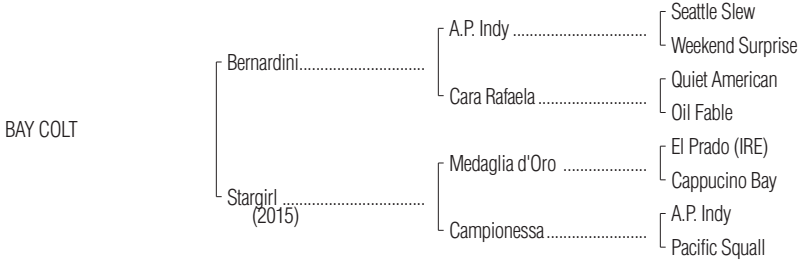 Seattle Slew
A.P. Indy ................................
Weekend Surprise
Bernardini..............................
Quiet American
Cara Rafaela ..........................
Oil Fable
BAY COLT
El Prado (IRE)
Medaglia d'Oro ....................
Cappucino Bay
Stargirl ..................................
(2015)
A.P. Indy
Campionessa........................
Pacific Squall